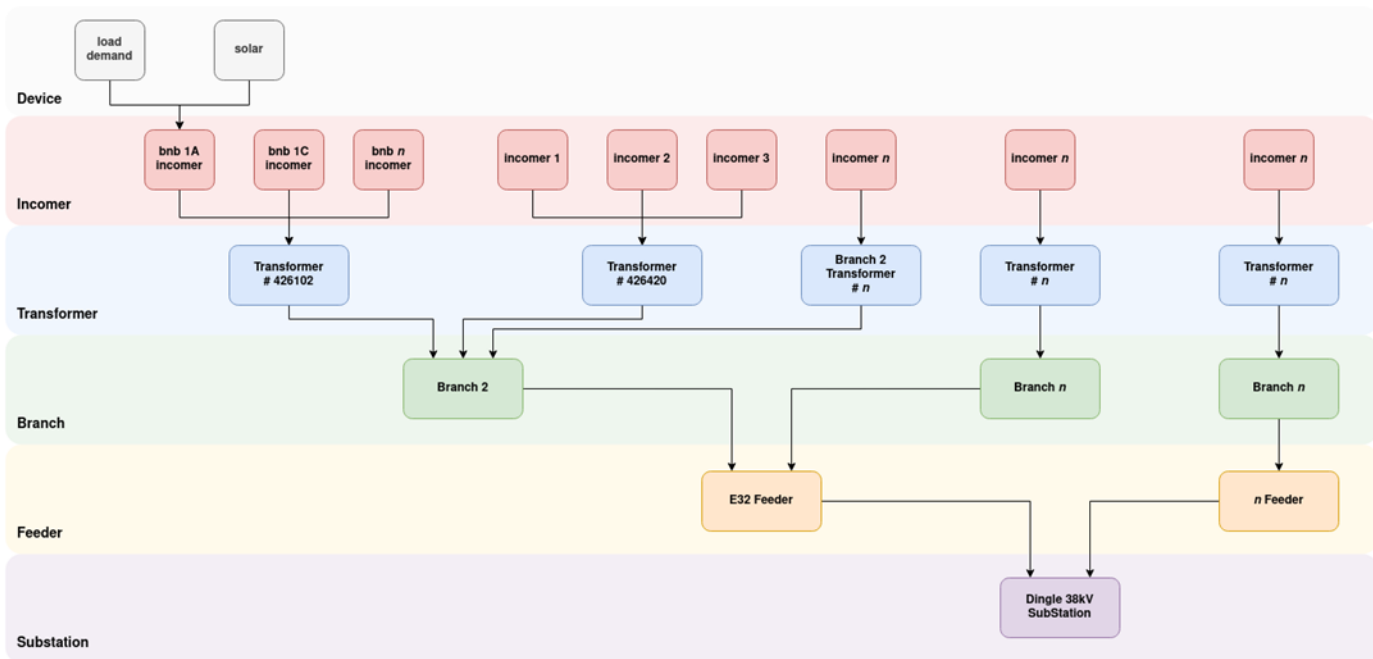 load
demand
solar
Device
bnb 1A
incomer
bnb 1C
incomer
bnb n
incomer
incomer 1
incomer 2
incomer 3
incomer n
incomer n
incomer n
Incomer
Transformer
# 426102
Transformer
# 426420
Branch 2
Transformer
# n
Transformer
# n
Transformer
# n
Transformer
Branch 2
Branch n
Branch n
Branch
E32 Feeder
n Feeder
Feeder
Dingle 38kV
SubStation
Substation